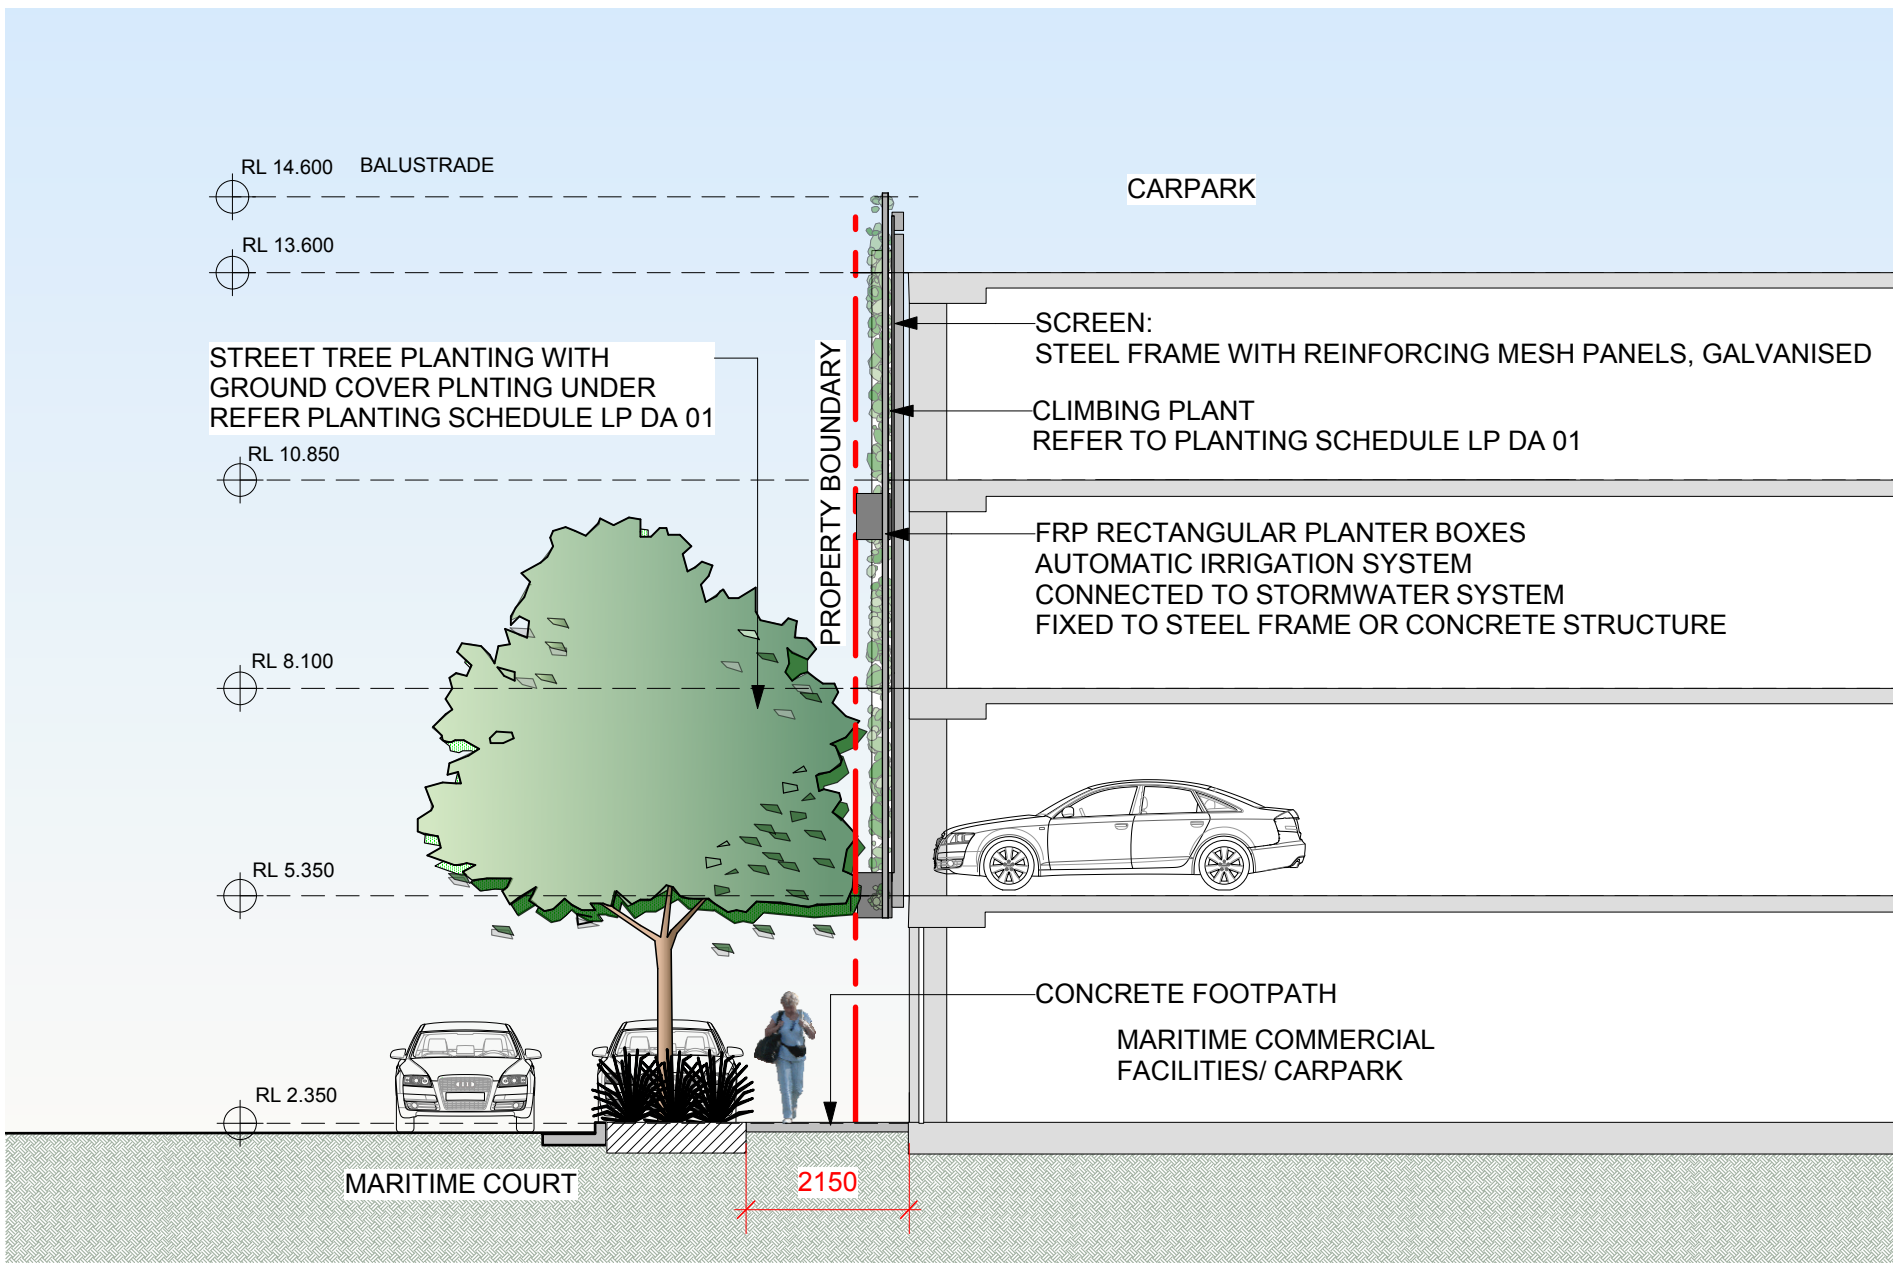 RL 14.600
BALUSTRADE
CARPARK
RL 13.600
SCREEN:
STEEL FRAME WITH REINFORCING MESH PANELS, GALVANISED
STREET TREE PLANTING WITH
GROUND COVER PLNTING UNDER
REFER PLANTING SCHEDULE LP DA 01
PROPERTY BOUNDARY
CLIMBING PLANT
REFER TO PLANTING SCHEDULE LP DA 01
RL 10.850
FRP RECTANGULAR PLANTER BOXES
AUTOMATIC IRRIGATION SYSTEM
CONNECTED TO STORMWATER SYSTEM
FIXED TO STEEL FRAME OR CONCRETE STRUCTURE
RL 8.100
RL 5.350
CONCRETE FOOTPATH
MARITIME COMMERCIAL
FACILITIES/ CARPARK
RL 2.350
MARITIME COURT
2150